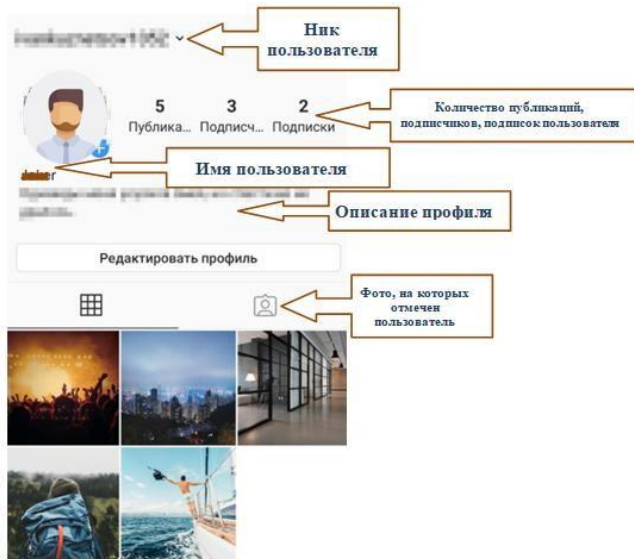 Ник
пользователя
5 3 2
Публика... Подписч... Подписки
Количество публикаций,
подписчиков, подписок пользователя
Имя пользователя
Описание профиля
Редактировать профиль
Фото, на которых
отмечен
пользователь